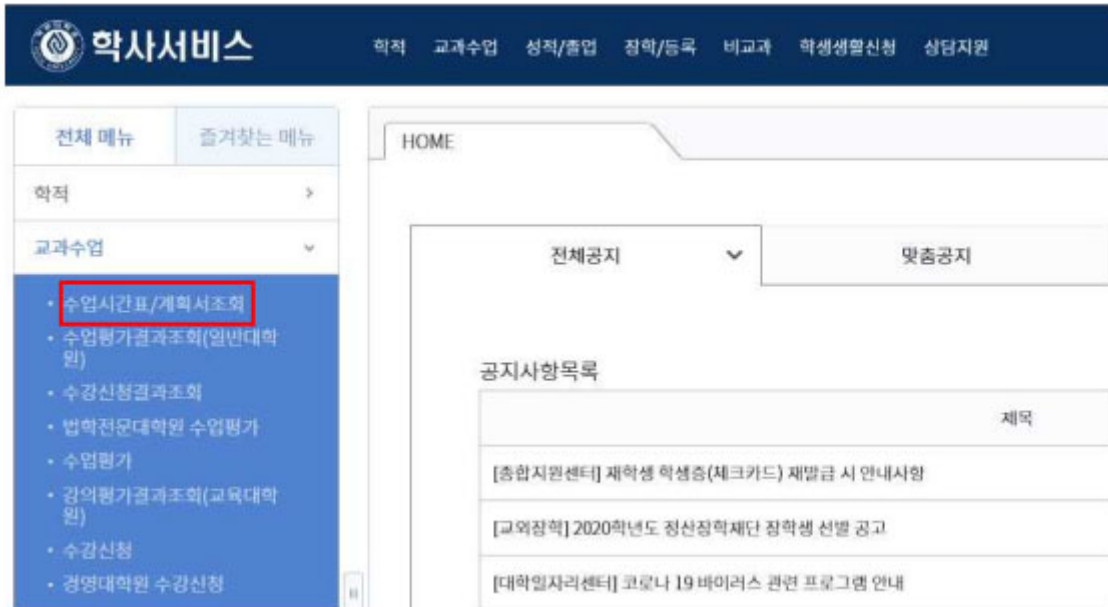 학사서비스
학적 교과수업 성적/졸업 장학/등록 비교과 학생생활신청 상담지원
전체 메뉴 즐겨찾는 메뉴
학적
교과수업
수업시간표/계획서조회
수업평가결과조회(일반대학
원)
수강신청결과조회
법학전문대학원 수업평가
수업평가
강의평가결과조회(교육대학
원)
수강신청
경영대학원 수강신청
HOME
전체공지 맞춤공지
공지사항목록
제목
[종합지원센터] 재학생 학생증(체크카드) 재발급 시 안내사항
[교외장학] 2020학년도 정산장학재단 장학생 선발 공고
[대학일자리센터] 코로나 19 바이러스 관련 프로그램 안내